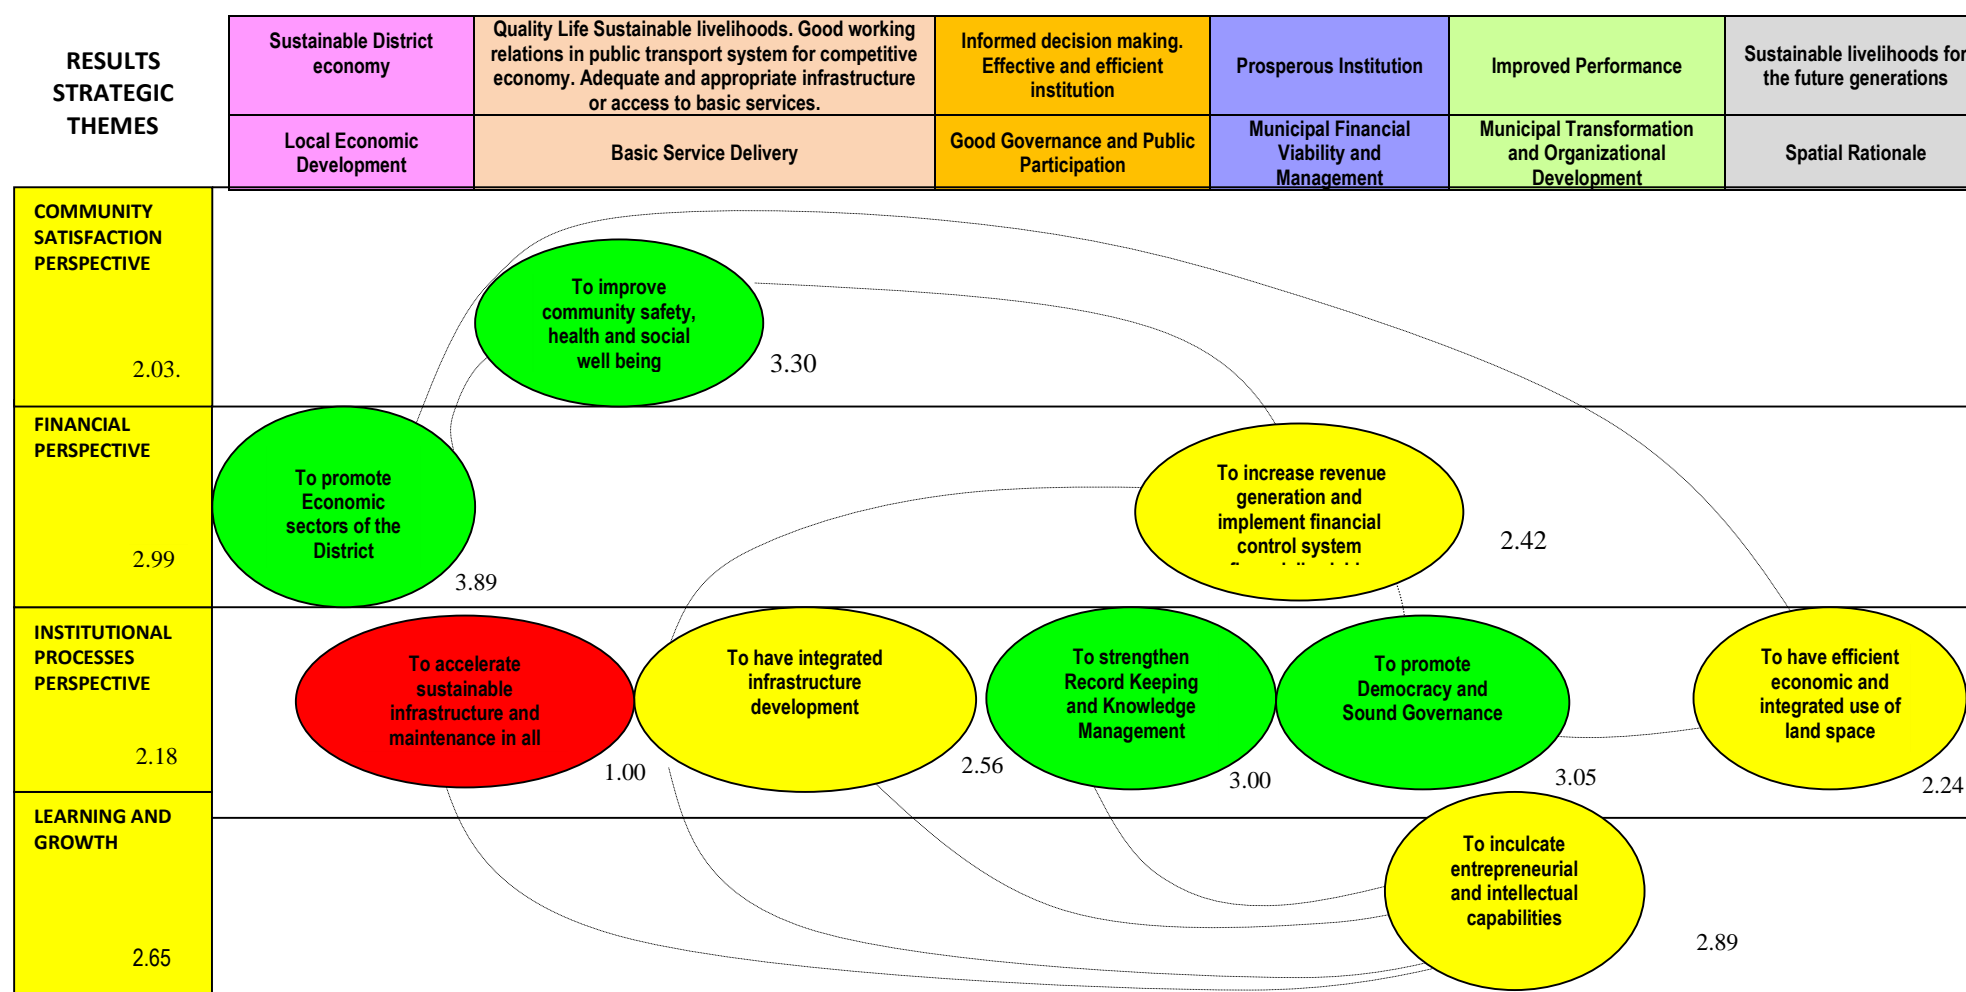 RESULTS
STRATEGIC
THEMES
Sustainable District
economy
Quality Life Sustainable livelihoods. Good working
relations in public transport system for competitive
economy. Adequate and appropriate infrastructure
or access to basic services.
Informed decision making.
Effective and efficient
institution
Prosperous Institution
Improved Performance
Sustainable livelihoods for
the future generations
Local Economic
Development
Basic Service Delivery
Good Governance and Public
Participation
Municipal Financial
Viability and
Management
Municipal Transformation
and Organizational
Development
Spatial Rationale
COMMUNITY
SATISFACTION
PERSPECTIVE
2.03.
To improve
community safety,
health and social
well being
3.30
FINANCIAL
PERSPECTIVE
2.99
To promote
Economic
sectors of the
District
3.89
To increase revenue
generation and
implement financial
control system
2.42
INSTITUTIONAL
PROCESSES
PERSPECTIVE
2.18
To accelerate
sustainable
infrastructure and
maintenance in all
1.00
To have integrated
infrastructure
development
2.56
To strengthen
Record Keeping
and Knowledge
Management
3.00
To promote
Democracy and
Sound Governance
3.05
To have efficient
economic and
integrated use of
land space
2.24
LEARNING AND
GROWTH
2.65
To inculcate
entrepreneurial
and intellectual
capabilities
2.89